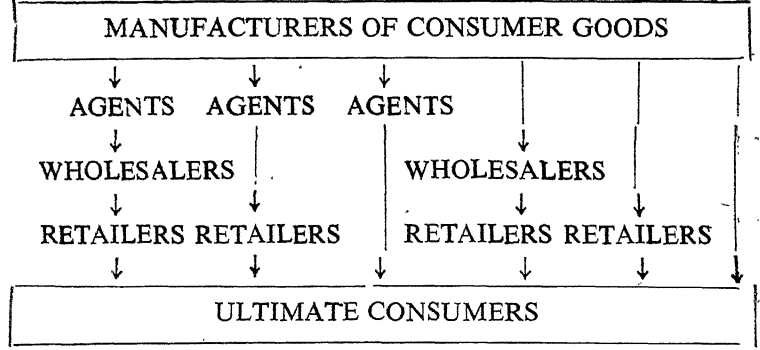 MANUFACTURERS OF CONSUMER GOODS
AGENTS AGENTS AGENTS
WHOLESALERS WHOLESALERS
RETAILERS RETAILERS RETAILERS RETAILERS
ULTIMATE CONSUMERS